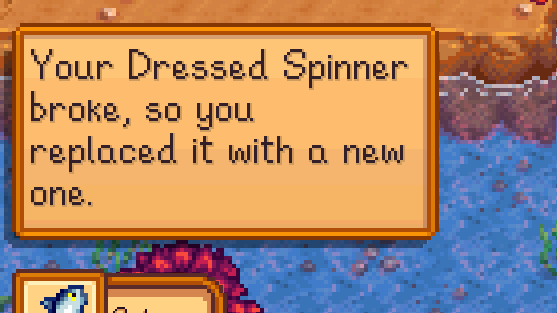 Your Dressed Spinner
broke, so you
replaced it with a new
one.